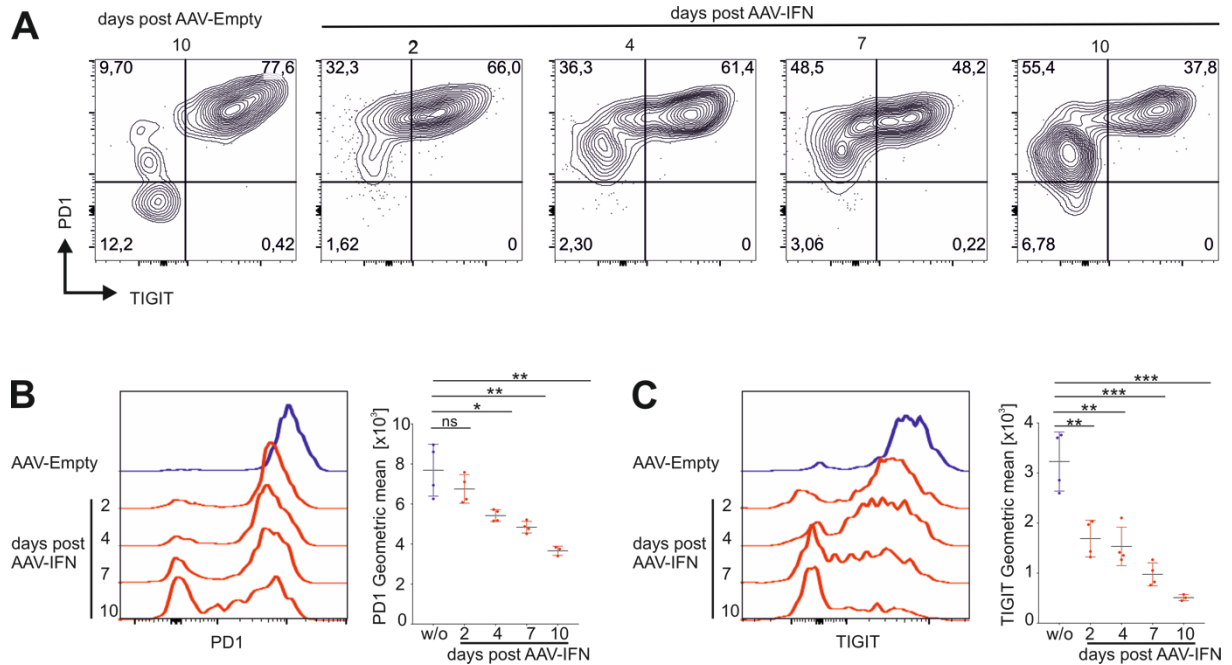 A
days post AAV-Empty
days post AAV-IFN
10
2
4
7
10
9,70
77,6
32,3
66,0
36,3
61,4
48,5
48,2
55,4
37,8
12,2
0,42
1,62
0
2,30
0
3,06
0,22
6,78
0
PD1
TIGIT
B
AAV-Empty
2
4
7
10
days post
AAV-IFN
PD1
PD1 Geometric mean [x10³]
10
8
6
4
2
0
**
**
*
ns
w/o 2 4 7 10
days post AAV-IFN
C
AAV-Empty
2
4
7
10
days post
AAV-IFN
TIGIT
TIGIT Geometric mean [x10³]
4
3
2
1
0
***
***
**
**
w/o 2 4 7 10
days post AAV-IFN